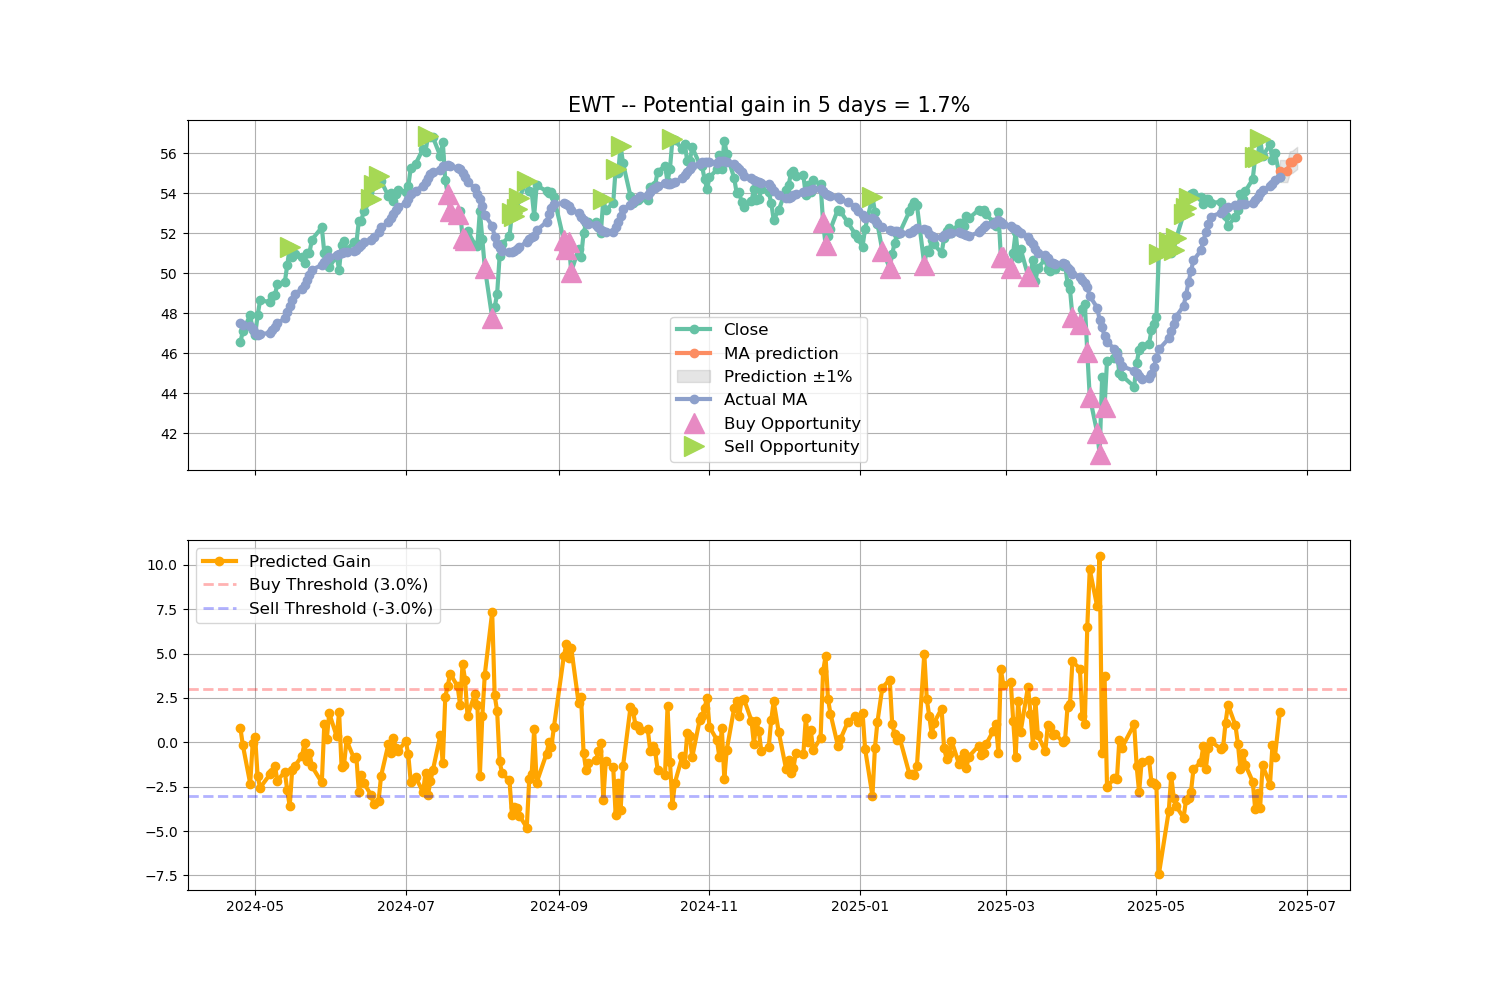 EWT -- Potential gain in 5 days = 1.7%
56
54
52
50
48
46
44
42
Close
MA prediction
Prediction ±1%
Actual MA
Buy Opportunity
Sell Opportunity
10.0
7.5
5.0
2.5
0.0
−2.5
−5.0
−7.5
Predicted Gain
Buy Threshold (3.0%)
Sell Threshold (-3.0%)
2024-05
2024-07
2024-09
2024-11
2025-01
2025-03
2025-05
2025-07